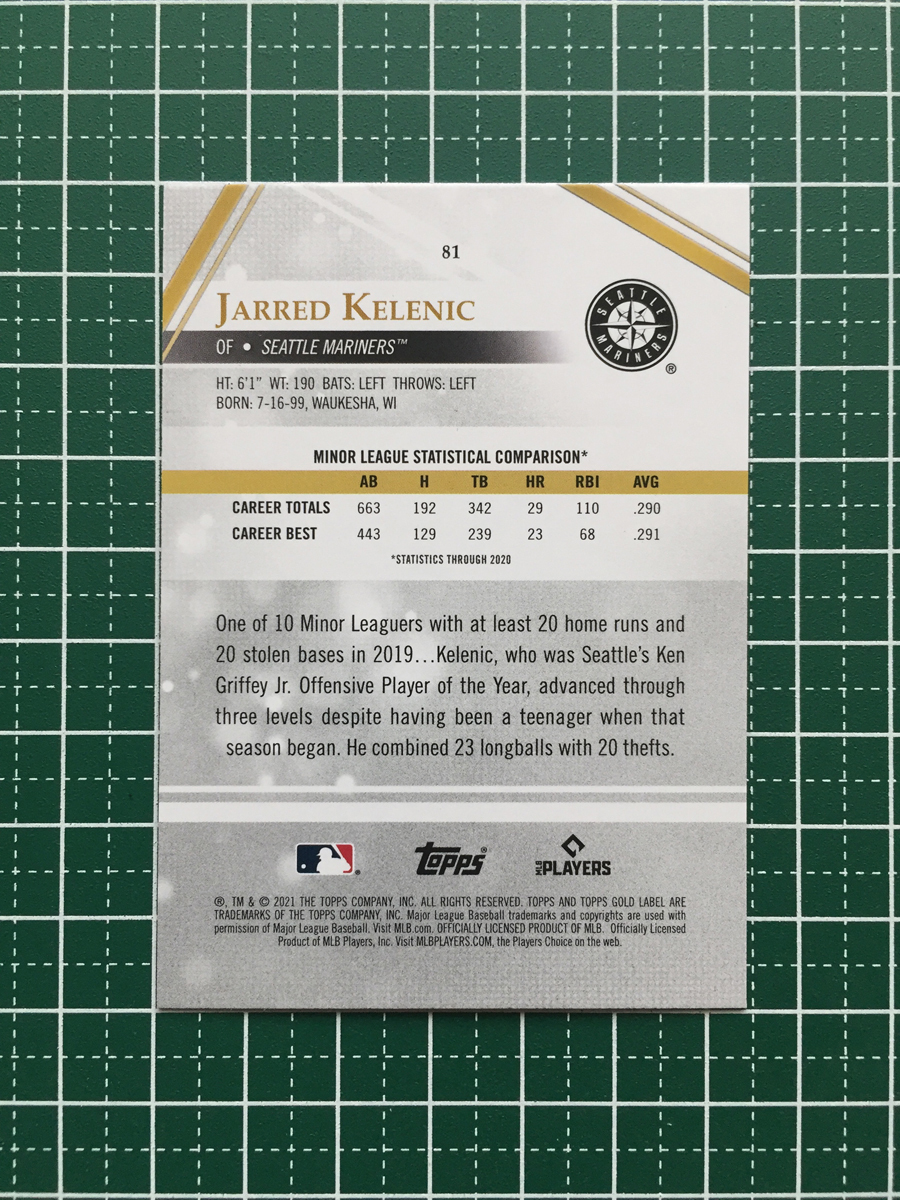 81
JARRED KELENIC
OF • SEATTLE MARINERS™
SEATTLE MARINERS ®
HT: 6'1" WT: 190 BATS: LEFT THROWS: LEFT
BORN: 7-16-99, WAUKESHA, WI
MINOR LEAGUE STATISTICAL COMPARISON*
AB H TB HR RBI AVG
CAREER TOTALS 663 192 342 29 110 .290
CAREER BEST 443 129 239 23 68 .291
*STATISTICS THROUGH 2020
One of 10 Minor Leaguers with at least 20 home runs and
20 stolen bases in 2019...Kelenic, who was Seattle's Ken
Griffey Jr. Offensive Player of the Year, advanced through
three levels despite having been a teenager when that
season began. He combined 23 longballs with 20 thefts.
® Topps® MLB PLAYERS
®, TM & © 2021 THE TOPPS COMPANY, INC. ALL RIGHTS RESERVED. TOPPS AND TOPPS GOLD LABEL ARE
TRADEMARKS OF THE TOPPS COMPANY, INC. Major League Baseball trademarks and copyrights are used with
permission of Major League Baseball. Visit MLB.com. OFFICIALLY LICENSED PRODUCT OF MLB. Officially Licensed
Product of MLB Players, Inc. Visit MLBPLAYERS.COM, the Players Choice on the web.